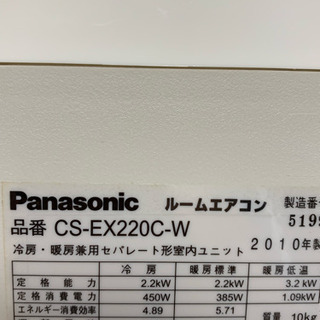 Panasonic ルームエアコン 製造番号
品番 CS-EX220C-W 519
冷房・暖房兼用セパレート形室内ユニット 2010年製
冷房 暖房標準 暖房低温
定格能力 2.2kW 2.2kW 3.2kW
定格消費電力 450W 385W 1.09kW
エネルギー消費効率 4.89 5.71 質量 10kg